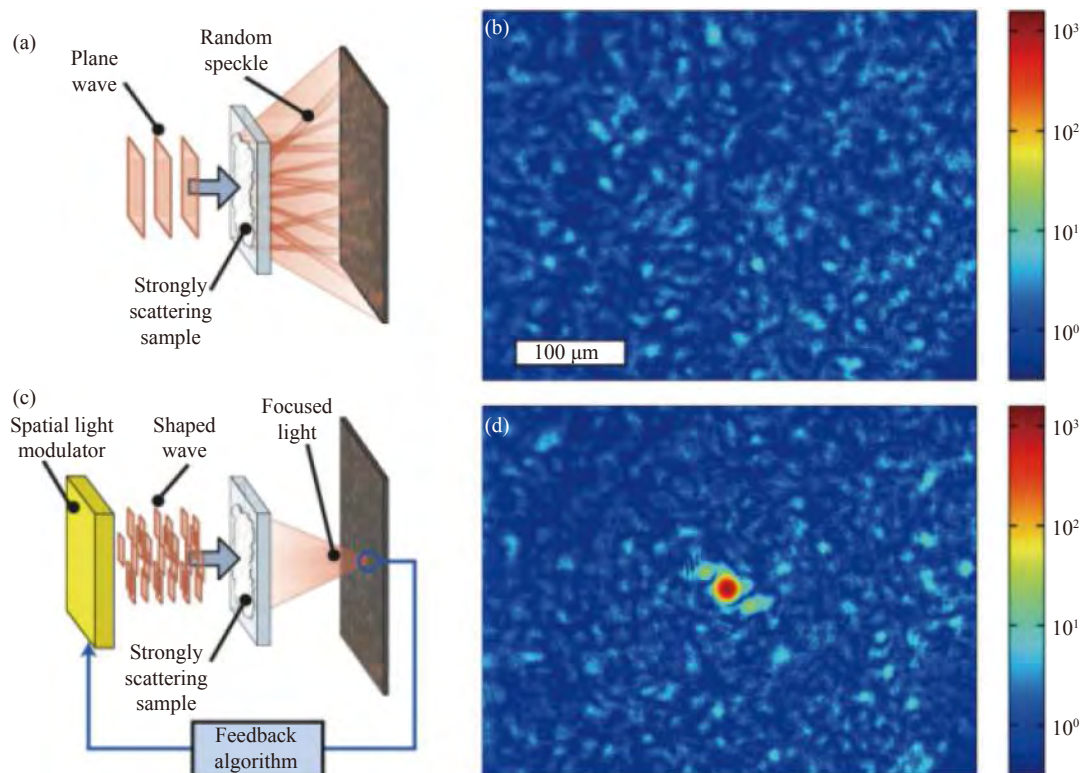 (a)
Plane
wave
Random
speckle
Strongly
scattering
sample
(b)
100 μm
10³
10²
10¹
10⁰
(c)
Spatial light
modulator
Shaped
wave
Focused
light
Strongly
scattering
sample
Feedback
algorithm
(d)
10³
10²
10¹
10⁰